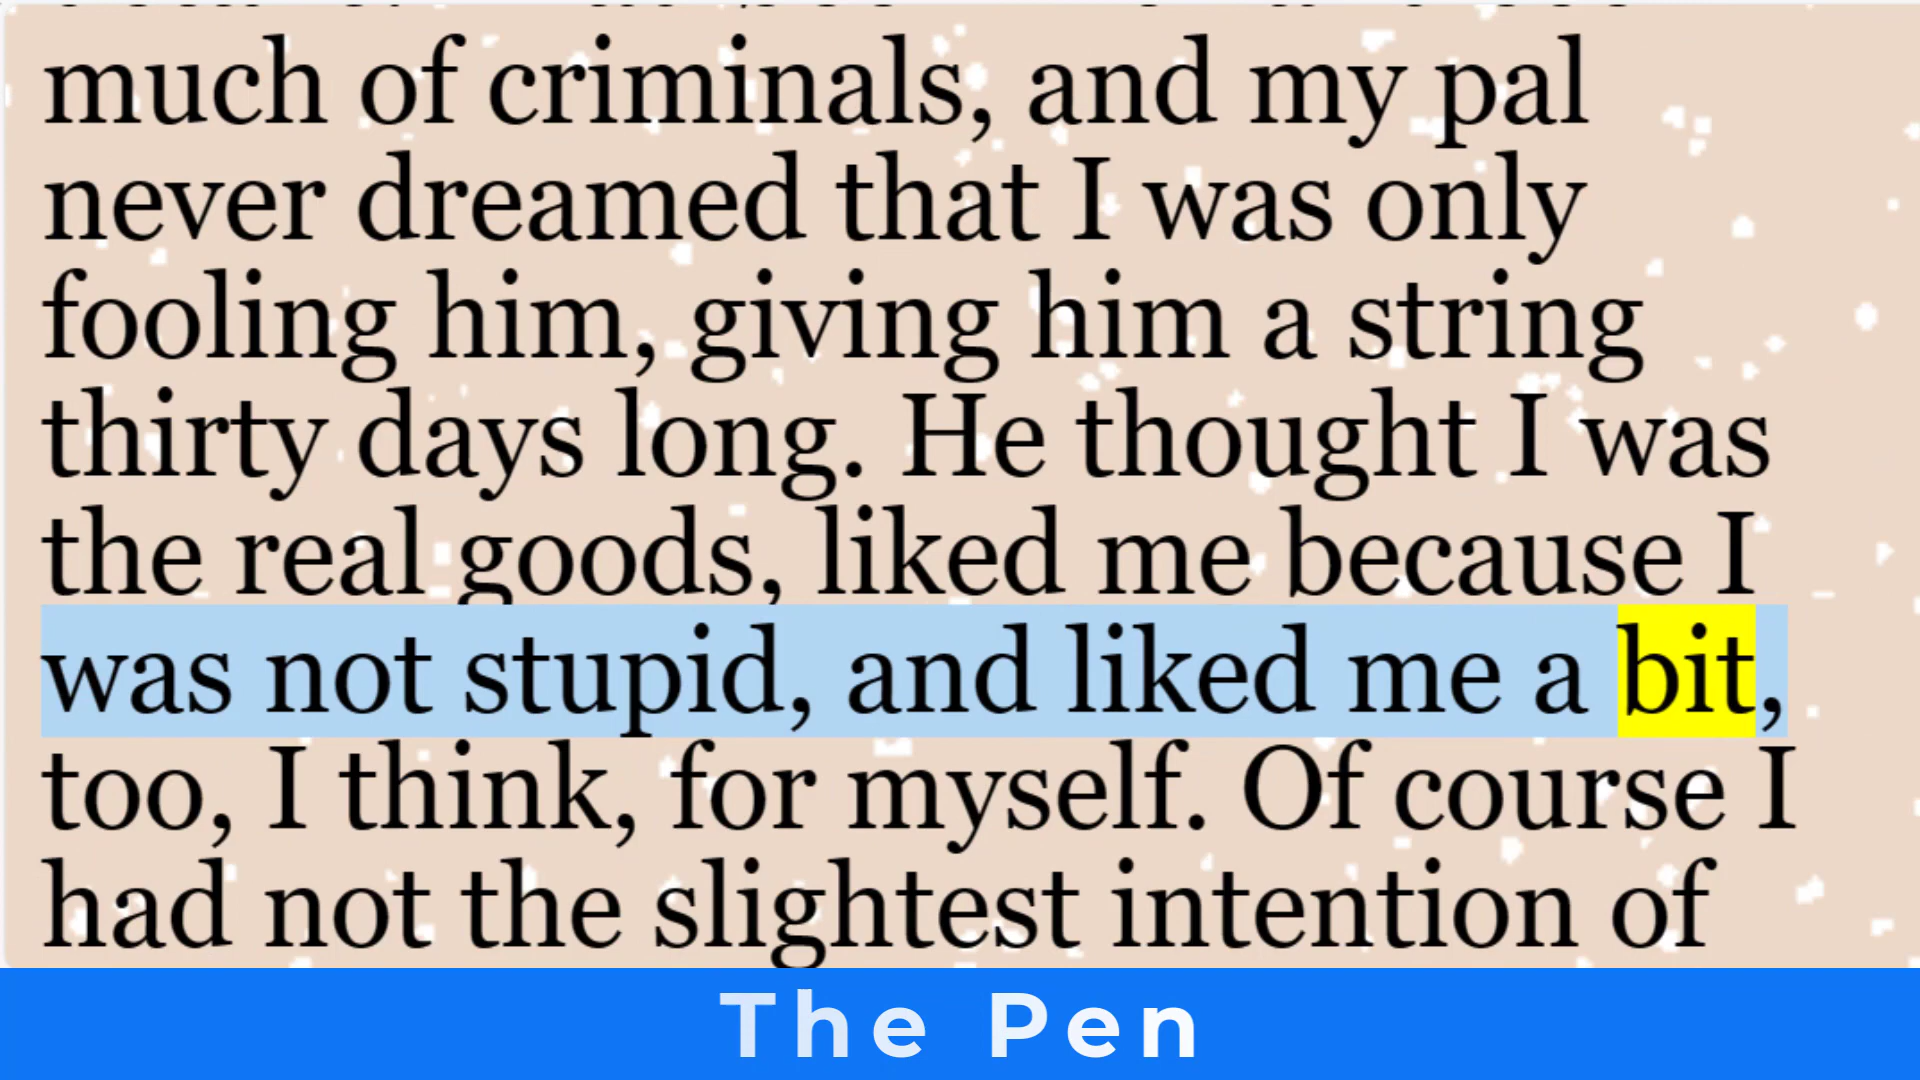 much of criminals, and my pal
never dreamed that I was only
fooling him, giving him a string
thirty days long. He thought I was
the real goods, liked me because I
was not stupid, and liked me a bit,
too, I think, for myself. Of course I
had not the slightest intention of
The Pen